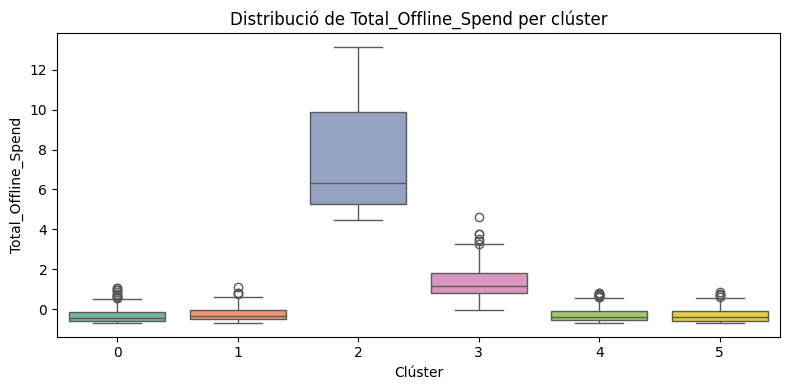 Distribució de Total_Offline_Spend per clúster
Total_Offline_Spend
12
10
8
6
4
2
0
0 1 2 3 4 5
Clúster